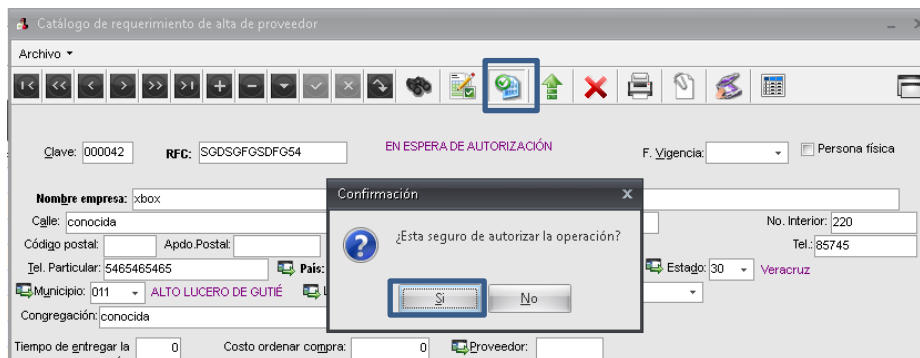 Catálogo de requerimiento de alta de proveedor
Archivo
Clave: 000042 RFC: SGDSGFGSDFG54 EN ESPERA DE AUTORIZACIÓN F. Vigencia: Persona física
Nombre empresa: xbox
Confirmación
Calle: conocida No. Interior: 220
¿Esta seguro de autorizar la operación?
Código postal: Apdo.Postal: Tel.: 85745
Tel. Particular: 5465465465 País: Estado: 30 Veracruz
Municipio: 011 ALTO LUCERO DE GUTIÉ
Si No
Congregación: conocida
Tiempo de entregar la 0 Costo ordenar compra: 0 Proveedor: